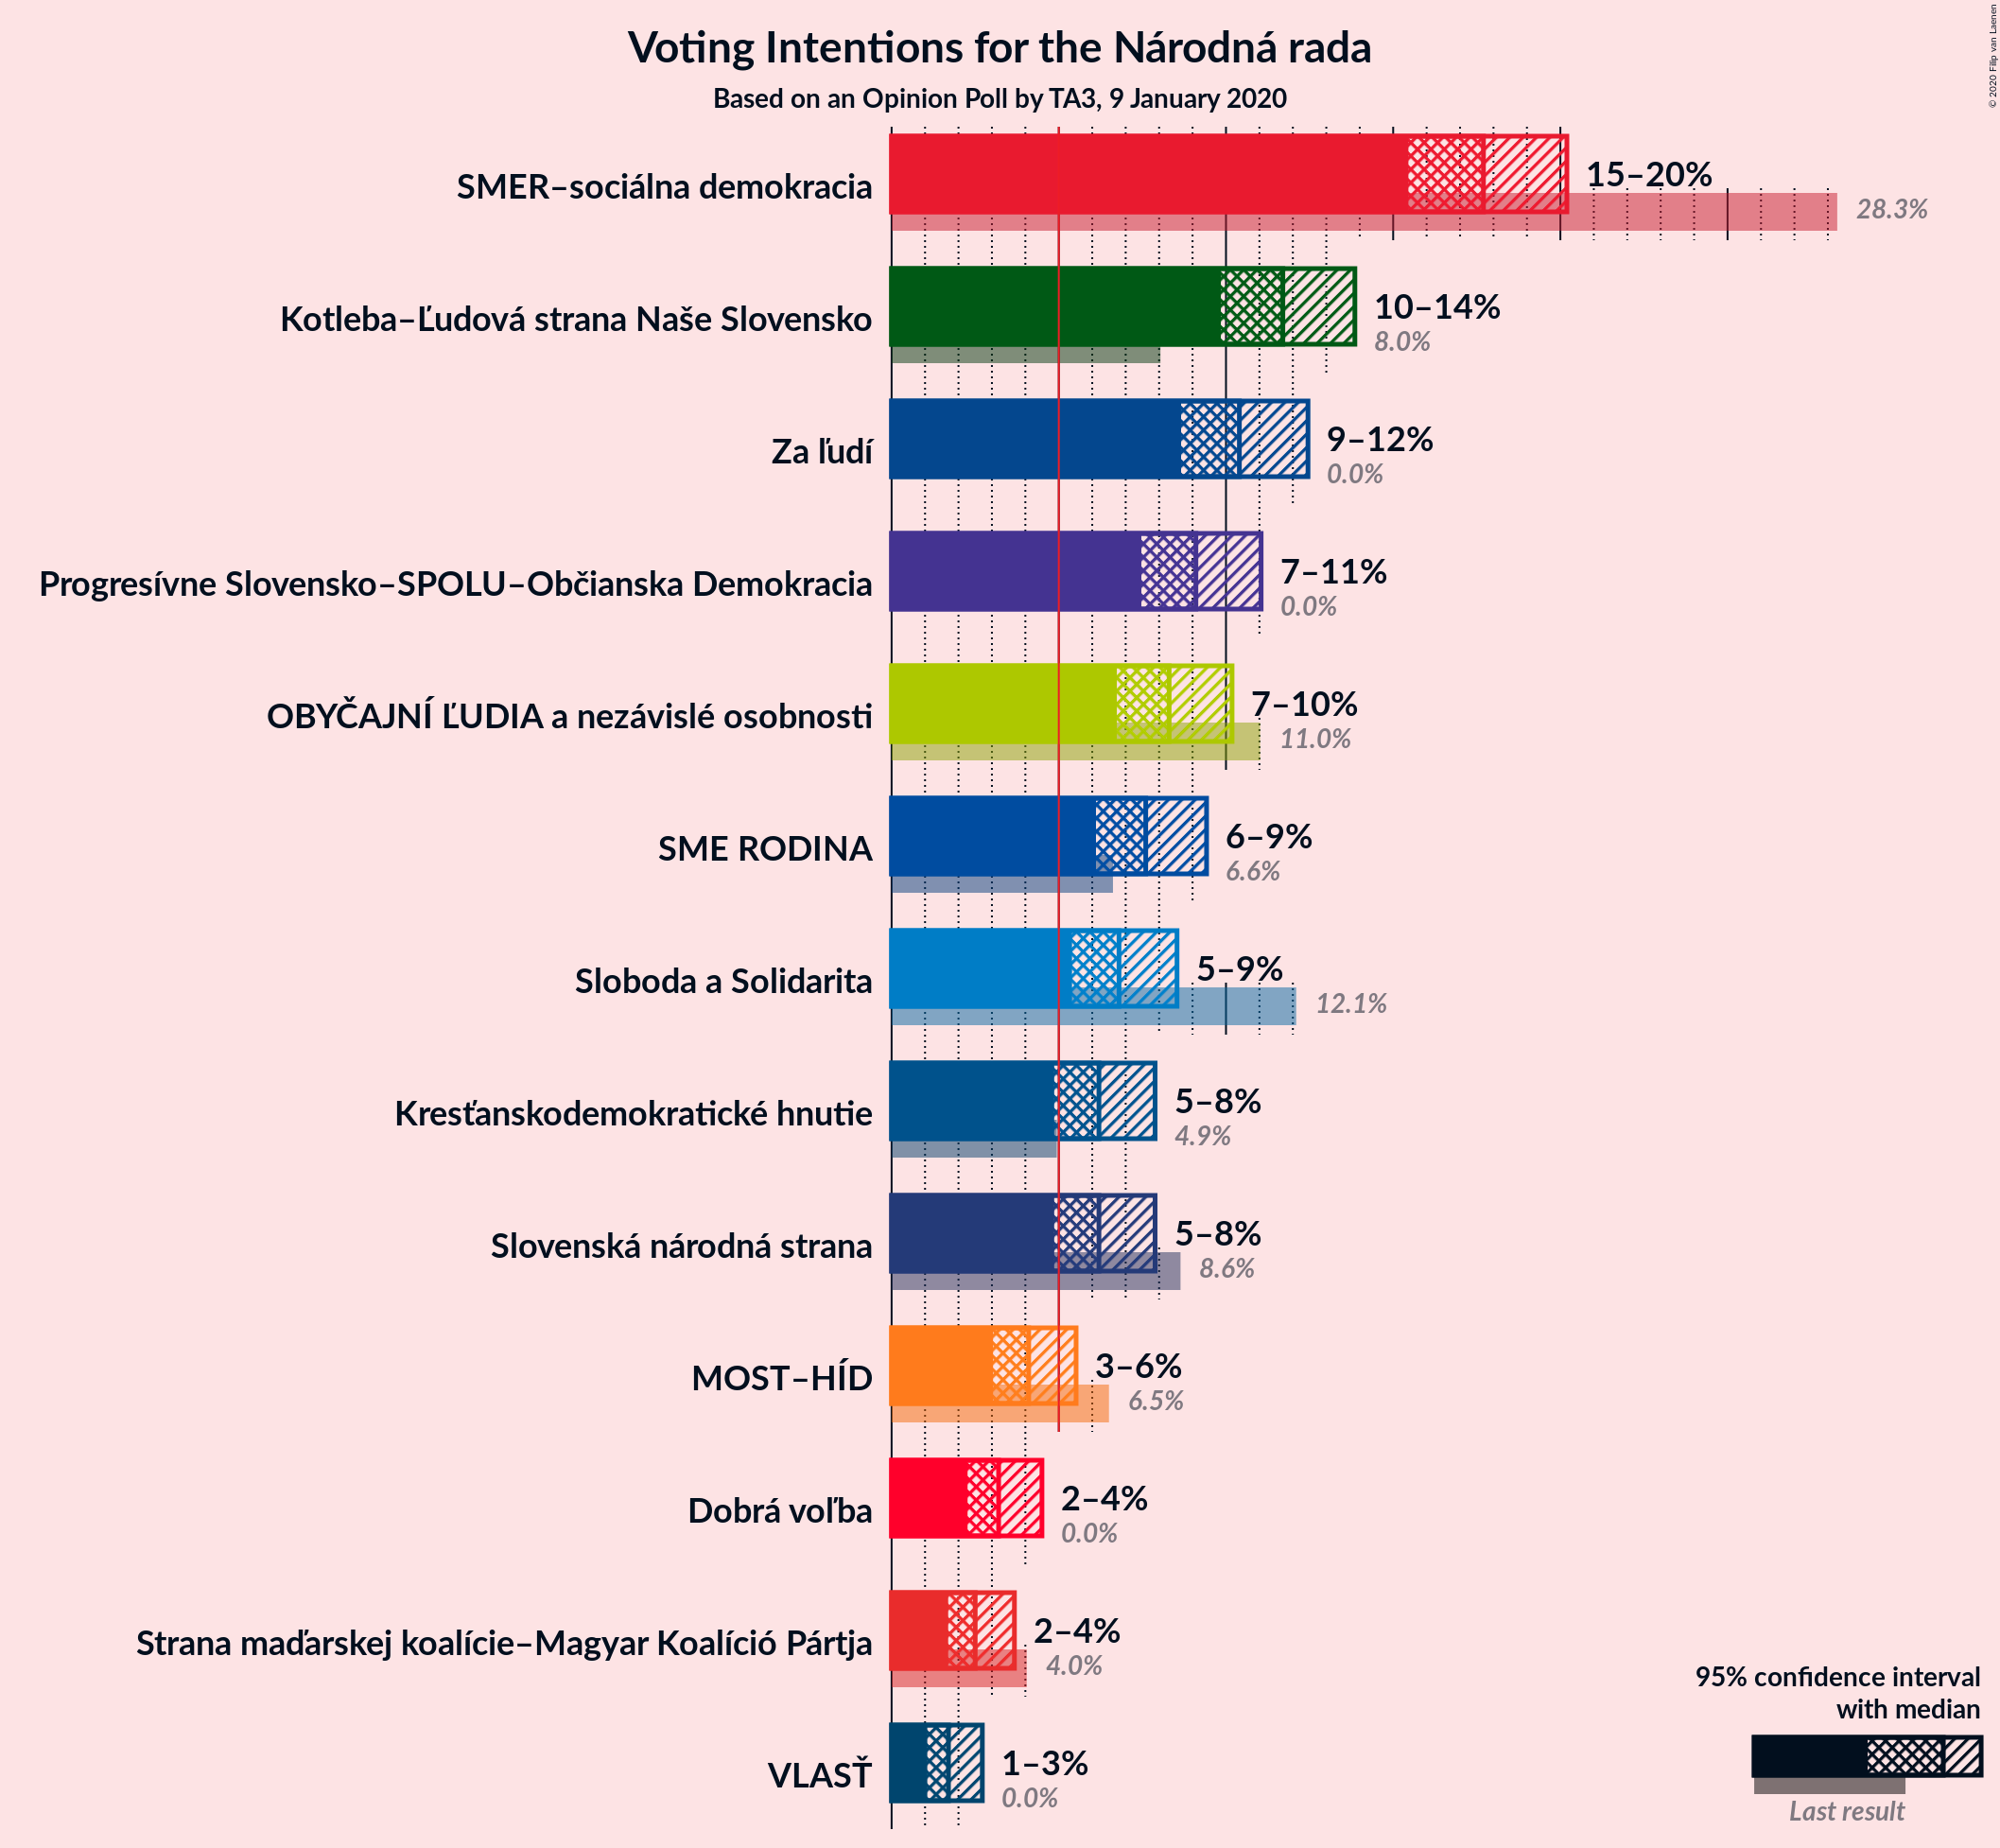 Voting Intentions for the Národná rada
Based on an Opinion Poll by TA3, 9 January 2020
© 2020 Filip van Laenen
SMER–sociálna demokracia
15–20%
28.3%
Kotleba–Ľudová strana Naše Slovensko
10–14%
8.0%
Za ľudí
9–12%
0.0%
Progresívne Slovensko–SPOLU–Občianska Demokracia
7–11%
0.0%
OBYČAJNÍ ĽUDIA a nezávislé osobnosti
7–10%
11.0%
SME RODINA
6–9%
6.6%
Sloboda a Solidarita
5–9%
12.1%
Kresťanskodemokratické hnutie
5–8%
4.9%
Slovenská národná strana
5–8%
8.6%
MOST–HÍD
3–6%
6.5%
Dobrá voľba
2–4%
0.0%
Strana maďarskej koalície–Magyar Koalíció Pártja
2–4%
4.0%
VLASŤ
1–3%
0.0%
95% confidence interval
with median
Last result